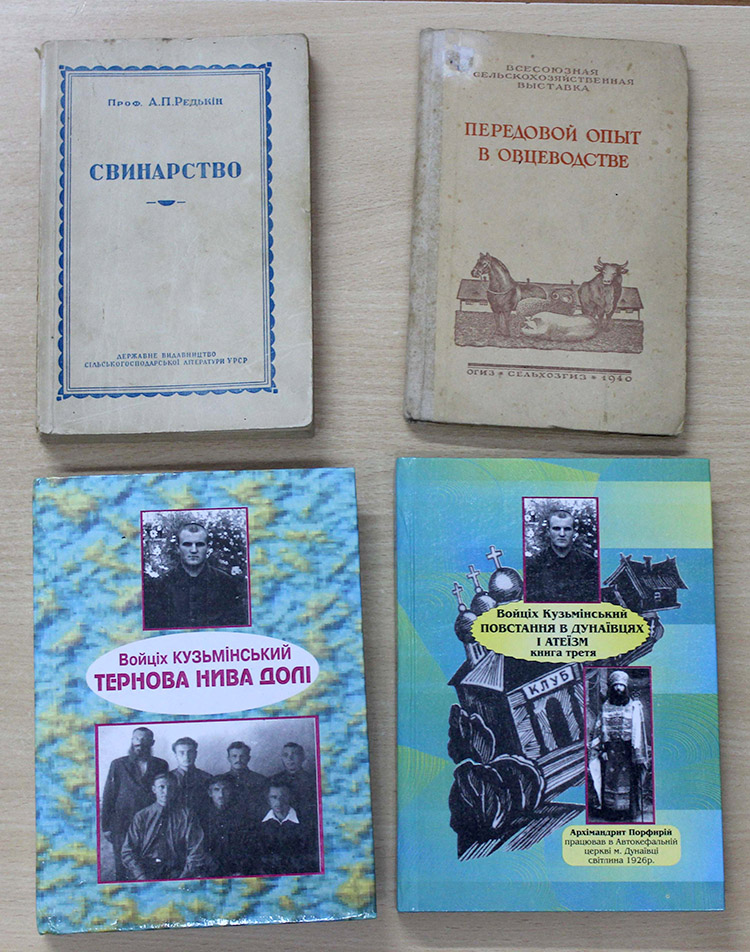 Проф. А.П.Редькін
СВИНАРСТВО
ДЕРЖАВНЕ ВИДАВНИЦТВО
СІЛЬСЬКОГОСПОДАРСЬКОЇ ЛІТЕРАТУРИ УРСР
ВСЕСОЮЗНАЯ
СЕЛЬСКОХОЗЯЙСТВЕННАЯ
ВЫСТАВКА
ПЕРЕДОВОЙ ОПЫТ
В ОВЦЕВОДСТВЕ
ОГИЗ * СЕЛЬХОЗГИЗ * 1940
Войціх КУЗЬМІНСЬКИЙ
ТЕРНОВА НИВА ДОЛІ
Войціх Кузьмінський
ПОВСТАННЯ В ДУНАЇВЦЯХ
І АТЕЇЗМ
книга третя
КЛУБ
Архімандрит Порфирій
працював в Автокефальній
церкві м. Дунаївці
світлина 1926р.